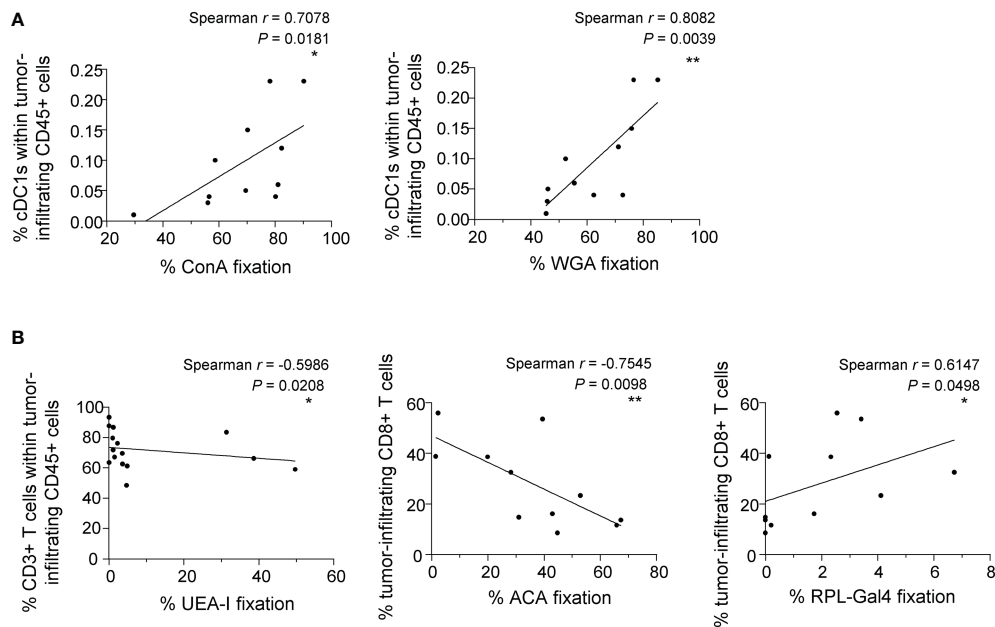 A
Spearman r = 0.7078
P = 0.0181
*
% cDC1s within tumor-
infiltrating CD45+ cells
0.25
0.20
0.15
0.10
0.05
0.00
20
40
60
80
100
% ConA fixation
Spearman r = 0.8082
P = 0.0039
**
% cDC1s within tumor-
infiltrating CD45+ cells
0.25
0.20
0.15
0.10
0.05
0.00
20
40
60
80
100
% WGA fixation
B
Spearman r = -0.5986
P = 0.0208
*
% CD3+ T cells within tumor-
infiltrating CD45+ cells
100
80
60
40
20
0
0
20
40
60
% UEA-I fixation
Spearman r = -0.7545
P = 0.0098
**
% tumor-infiltrating CD8+ T cells
60
40
20
0
0
20
40
60
80
% ACA fixation
Spearman r = 0.6147
P = 0.0498
*
% tumor-infiltrating CD8+ T cells
60
40
20
0
0
2
4
6
8
% RPL-Gal4 fixation